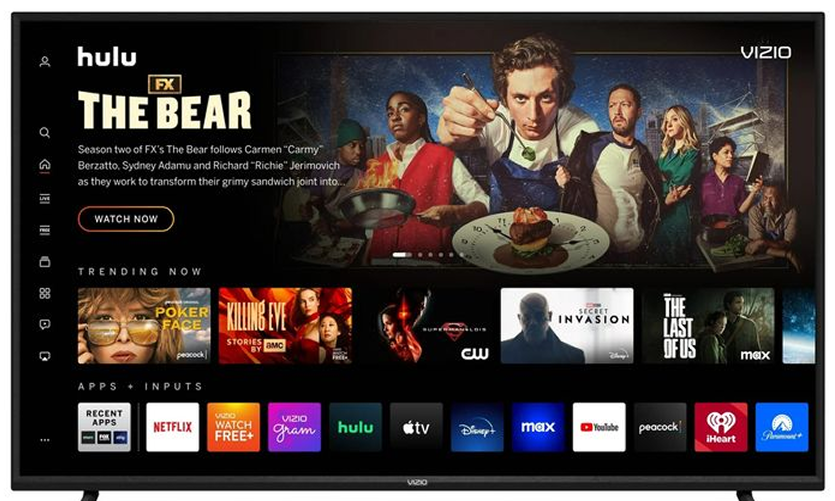 hulu
VIZIO
FX
THE BEAR
Season two of FX's The Bear follows Carmen “Carmy”
Berzatto, Sydney Adamu and Richard “Richie” Jerimovich
as they work to transform their grimy sandwich joint into...
WATCH NOW
LIVE
FREE
TRENDING NOW
POKER
FACE
peacock
KILLING EVE
STORIES
BY aMC
SUPERMAN & LOIS
CW
SECRET
INVASION
Disney+
THE
LAST
OF US
max
APPS + INPUTS
RECENT
APPS
NETFLIX
VIZIO
WATCH
FREE+
VIZIO
gram
hulu
tv
Disney+
max
YouTube
peacock
iHeart
Paramount+
VIZIO